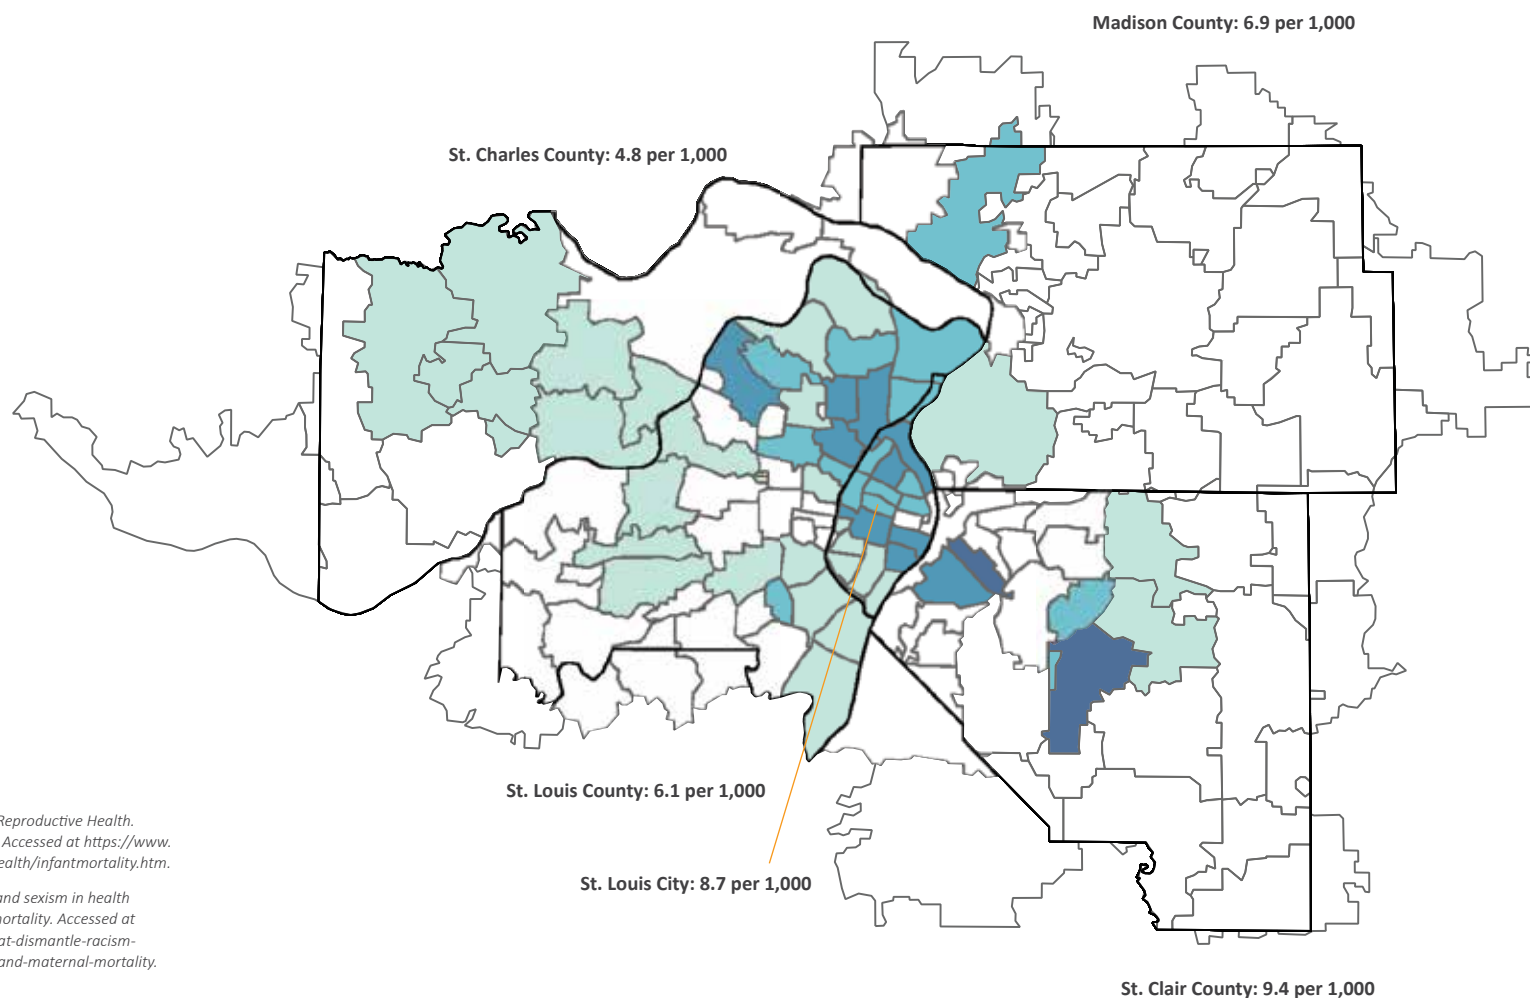 Madison County: 6.9 per 1,000
St. Charles County: 4.8 per 1,000
St. Louis County: 6.1 per 1,000
Reproductive Health.
Accessed at https://www.
ealth/infantmortality.htm.
St. Louis City: 8.7 per 1,000
and sexism in health
ortality. Accessed at
at-dismantle-racism-
and-maternal-mortality.
St. Clair County: 9.4 per 1,000